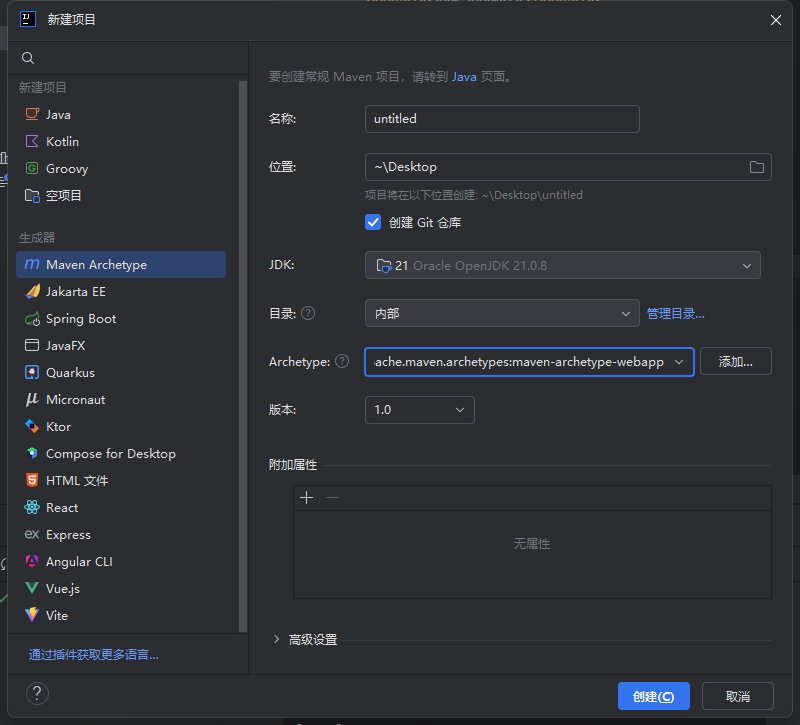 新建项目
新建项目
Java
Kotlin
Groovy
空项目
生成器
Maven Archetype
Jakarta EE
Spring Boot
JavaFX
Quarkus
Micronaut
Ktor
Compose for Desktop
HTML 文件
React
Express
Angular CLI
Vue.js
Vite
通过插件获取更多语言...
要创建常规 Maven 项目，请转到 Java 页面。
名称:
untitled
位置:
~\Desktop
项目将在以下位置创建: ~\Desktop\untitled
创建 Git 仓库
JDK:
21 Oracle OpenJDK 21.0.8
目录:
内部
管理目录...
Archetype:
ache.maven.archetypes:maven-archetype-webapp
添加...
版本:
1.0
附加属性
无属性
高级设置
?
创建(C)
取消